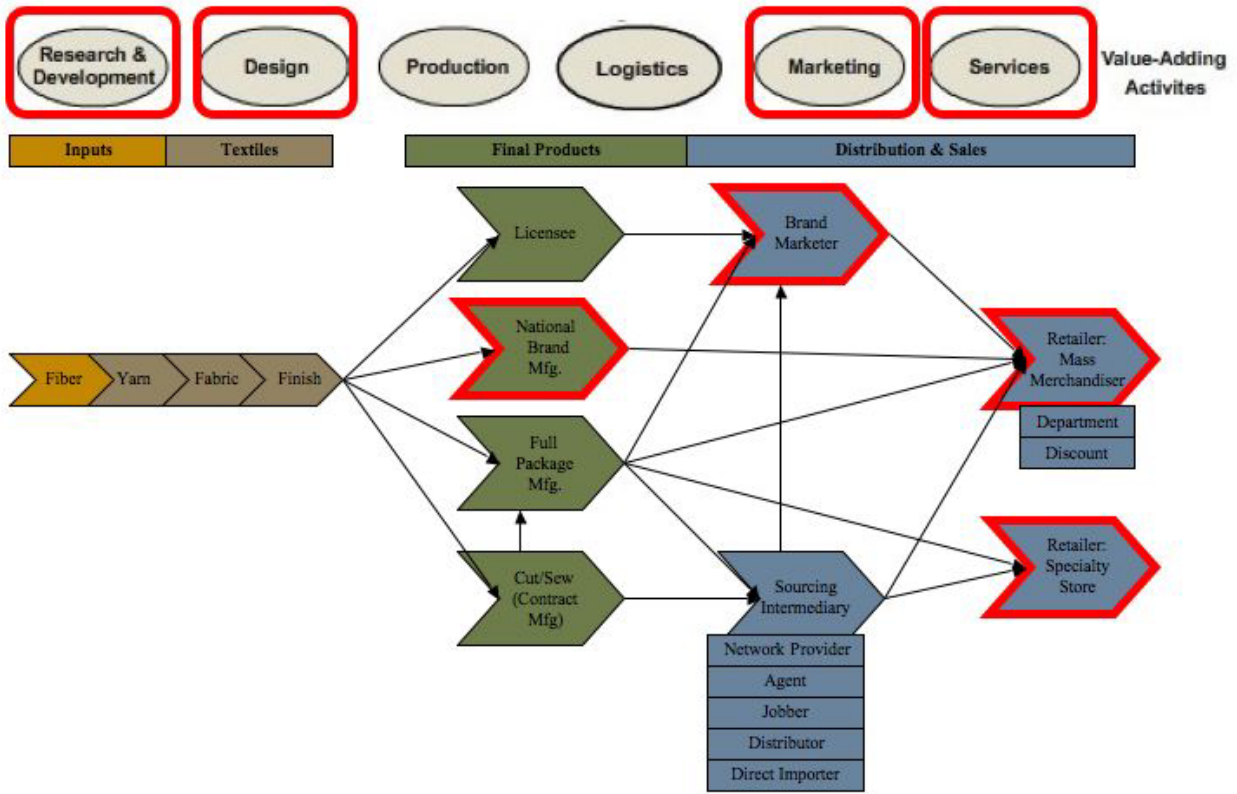 Research &
Development
Design
Production
Logistics
Marketing
Services
Value-Adding
Activites
Inputs
Textiles
Final Products
Distribution & Sales
Licensee
Brand
Marketer
National
Brand
Mfg.
Retailer:
Mass
Merchandiser
Fiber
Yarn
Fabric
Finish
Department
Discount
Full
Package
Mfg.
Retailer:
Specialty
Store
Cut/Sew
(Contract
Mfg)
Sourcing
Intermediary
Network Provider
Agent
Jobber
Distributor
Direct Importer